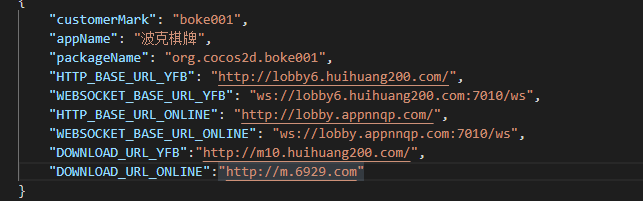 {
"customerMark": "boke001",
"appName": "波克棋牌",
"packageName": "org.cocos2d.boke001",
"HTTP_BASE_URL_YFB": "http://lobby6.huihuang200.com/",
"WEBSOCKET_BASE_URL_YFB": "ws://lobby6.huihuang200.com:7010/ws",
"HTTP_BASE_URL_ONLINE": "http://lobby.appnnqp.com/",
"WEBSOCKET_BASE_URL_ONLINE": "ws://lobby.appnnqp.com:7010/ws",
"DOWNLOAD_URL_YFB":"http://m10.huihuang200.com/",
"DOWNLOAD_URL_ONLINE":"http://m.6929.com"
}